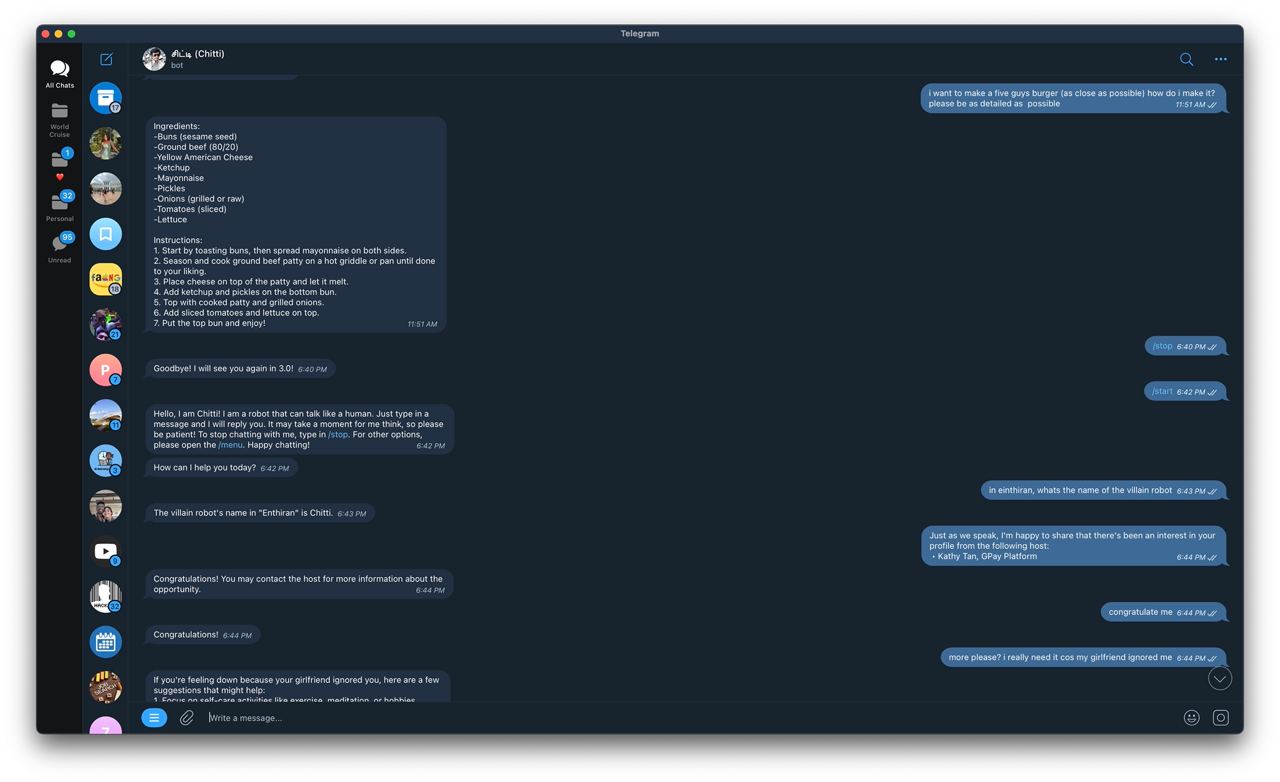 Telegram
All Chats
World
Cruise
1
❤️
32
Personal
95
Unread
17
faang
18
21
P
7
11
3
9
HACK
32
JOB
SEARCH
7
சிட்டி (Chitti)
bot
i want to make a five guys burger (as close as possible) how do i make it?
please be as detailed as possible
11:51 AM
Ingredients:
-Buns (sesame seed)
-Ground beef (80/20)
-Yellow American Cheese
-Ketchup
-Mayonnaise
-Pickles
-Onions (grilled or raw)
-Tomatoes (sliced)
-Lettuce
Instructions:
1. Start by toasting buns, then spread mayonnaise on both sides.
2. Season and cook ground beef patty on a hot griddle or pan until done
to your liking.
3. Place cheese on top of the patty and let it melt.
4. Add ketchup and pickles on the bottom bun.
5. Top with cooked patty and grilled onions.
6. Add sliced tomatoes and lettuce on top.
7. Put the top bun and enjoy!
11:51 AM
/stop 6:40 PM
Goodbye! I will see you again in 3.0! 6:40 PM
/start 6:42 PM
Hello, I am Chitti! I am a robot that can talk like a human. Just type in a
message and I will reply you. It may take a moment for me think, so please
be patient! To stop chatting with me, type in /stop. For other options,
please open the /menu. Happy chatting!
6:42 PM
How can I help you today? 6:42 PM
in einthiran, whats the name of the villain robot 6:43 PM
The villain robot's name in "Enthiran" is Chitti. 6:43 PM
Just as we speak, I'm happy to share that there's been an interest in your
profile from the following host:
• Kathy Tan, GPay Platform
6:44 PM
Congratulations! You may contact the host for more information about the
opportunity.
6:44 PM
congratulate me 6:44 PM
Congratulations! 6:44 PM
more please? i really need it cos my girlfriend ignored me 6:44 PM
If you're feeling down because your girlfriend ignored you, here are a few
suggestions that might help:
1. Focus on self-care activities like exercise, meditation, or hobbies
Write a message...